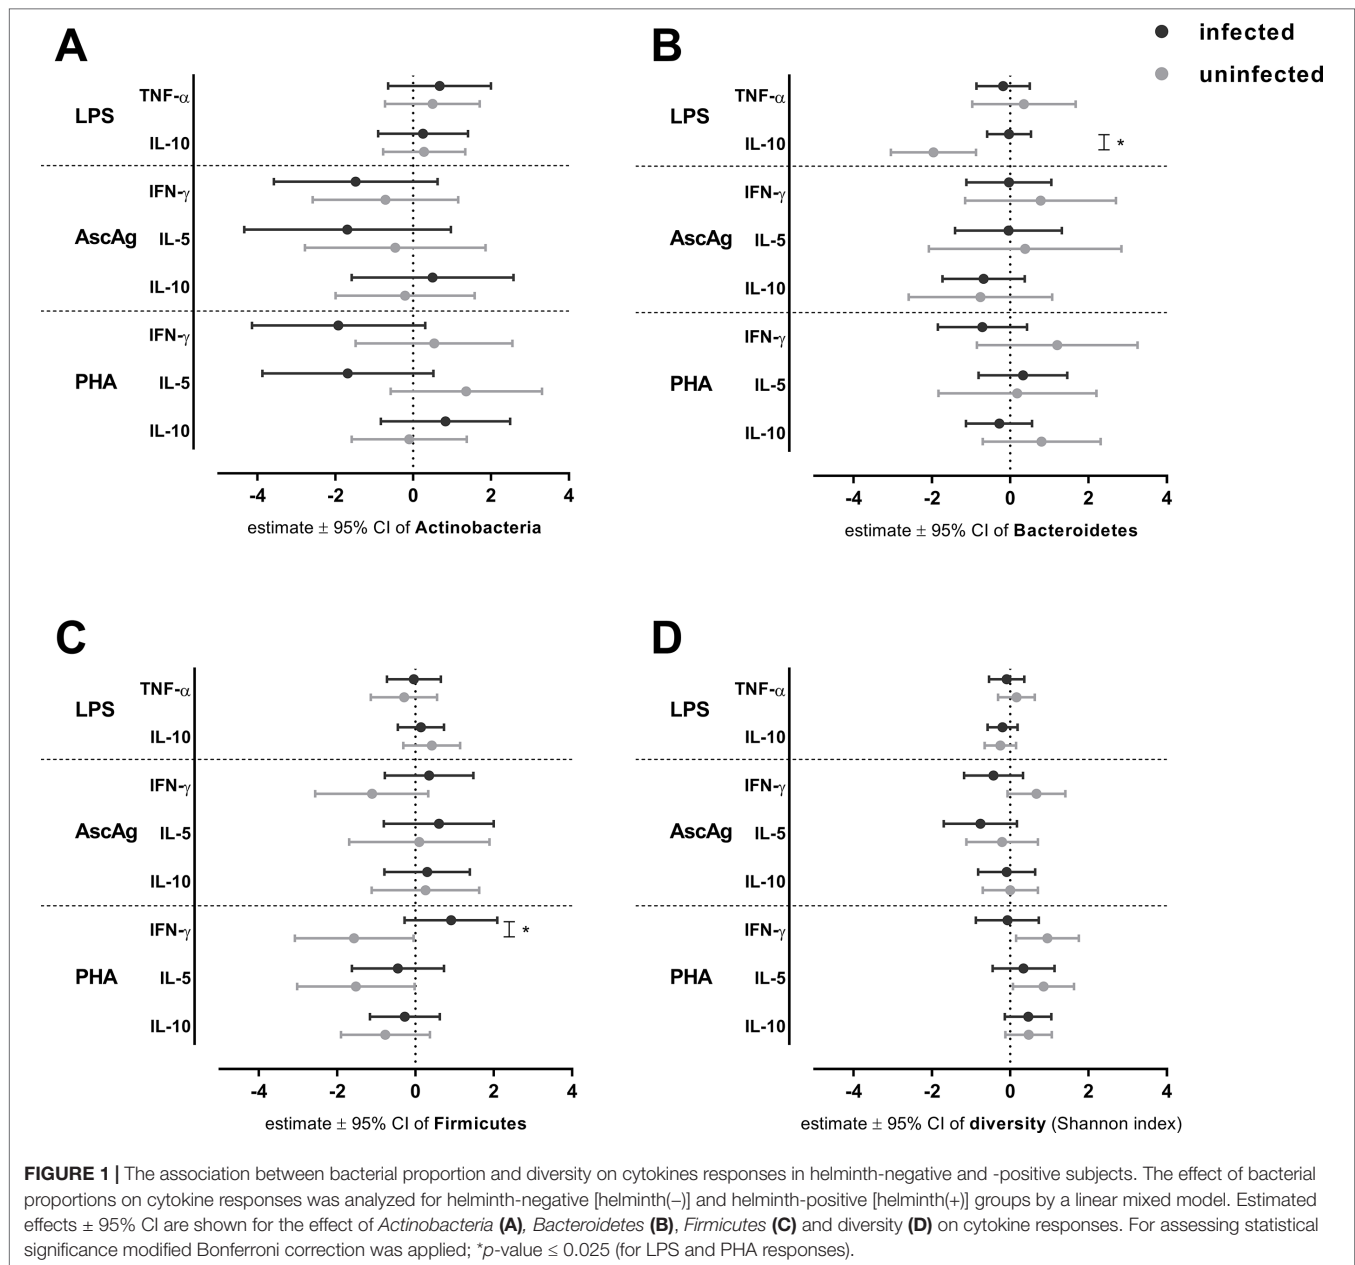 A
LPS
TNF-α
IL-10
AscAg
IFN-γ
IL-5
IL-10
PHA
IFN-γ
IL-5
IL-10
-4 -2 0 2 4
estimate ± 95% CI of Actinobacteria
B
infected
uninfected
LPS
TNF-α
IL-10
*
AscAg
IFN-γ
IL-5
IL-10
PHA
IFN-γ
IL-5
IL-10
-4 -2 0 2 4
estimate ± 95% CI of Bacteroidetes
C
LPS
TNF-α
IL-10
AscAg
IFN-γ
IL-5
IL-10
PHA
IFN-γ
*
IL-5
IL-10
-4 -2 0 2 4
estimate ± 95% CI of Firmicutes
D
LPS
TNF-α
IL-10
AscAg
IFN-γ
IL-5
IL-10
PHA
IFN-γ
IL-5
IL-10
-4 -2 0 2 4
estimate ± 95% CI of diversity (Shannon index)
FIGURE 1 | The association between bacterial proportion and diversity on cytokines responses in helminth-negative and -positive subjects. The effect of bacterial
proportions on cytokine responses was analyzed for helminth-negative [helminth(−)] and helminth-positive [helminth(+)] groups by a linear mixed model. Estimated
effects ± 95% CI are shown for the effect of Actinobacteria (A), Bacteroidetes (B), Firmicutes (C) and diversity (D) on cytokine responses. For assessing statistical
significance modified Bonferroni correction was applied; *p-value ≤ 0.025 (for LPS and PHA responses).